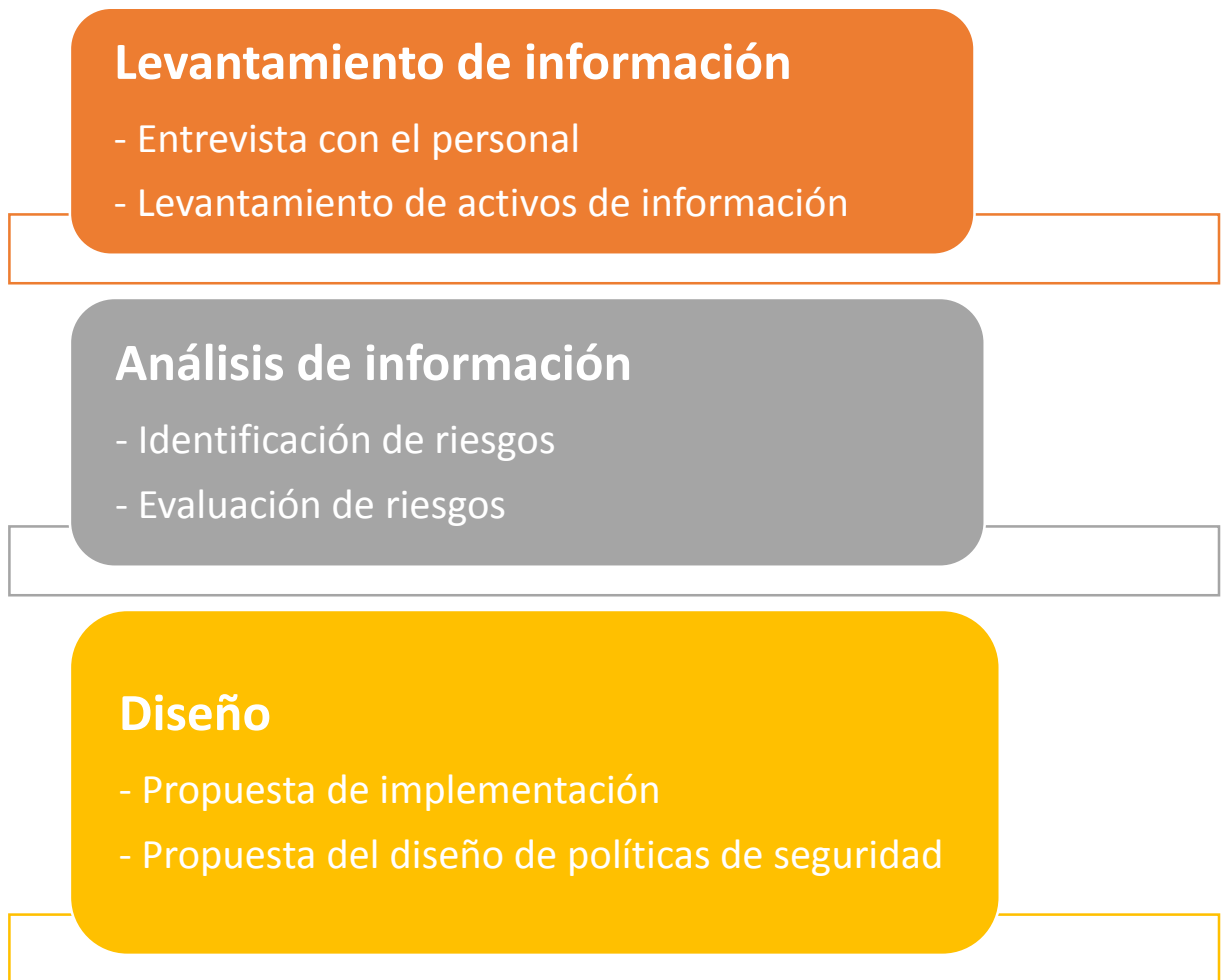 Levantamiento de información
- Entrevista con el personal
- Levantamiento de activos de información
Análisis de información
- Identificación de riesgos
- Evaluación de riesgos
Diseño
- Propuesta de implementación
- Propuesta del diseño de políticas de seguridad